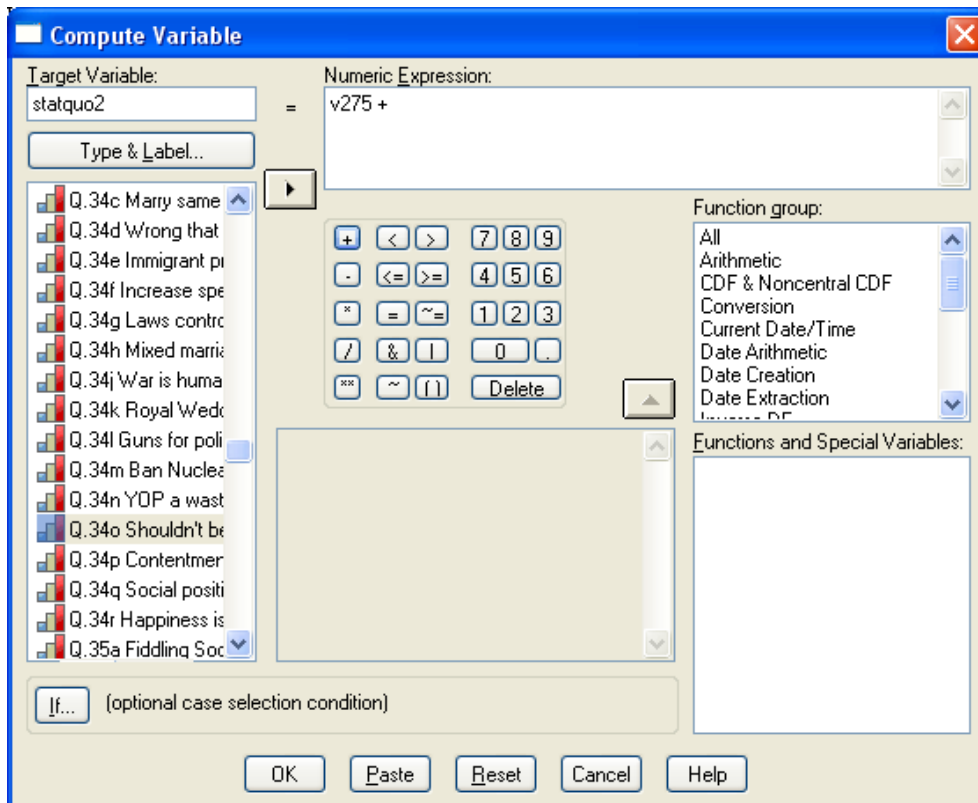 Compute Variable
Target Variable:
statquo2
=
Numeric Expression:
v275 +
Type & Label...
Q.34c Marry same
Q.34d Wrong that
Q.34e Immigrant pr
Q.34f Increase spe
Q.34g Laws contro
Q.34h Mixed marria
Q.34j War is huma
Q.34k Royal Wedd
Q.34l Guns for poli
Q.34m Ban Nuclea
Q.34n YOP a wast
Q.34o Shouldn't be
Q.34p Contentmen
Q.34q Social positi
Q.34r Happiness is
Q.35a Fiddling Soc
+ < > 7 8 9
- <= >= 4 5 6
* = ~= 1 2 3
/ & | 0 .
** ~ ( ) Delete
Function group:
All
Arithmetic
CDF & Noncentral CDF
Conversion
Current Date/Time
Date Arithmetic
Date Creation
Date Extraction
Functions and Special Variables:
If...
(optional case selection condition)
OK
Paste
Reset
Cancel
Help